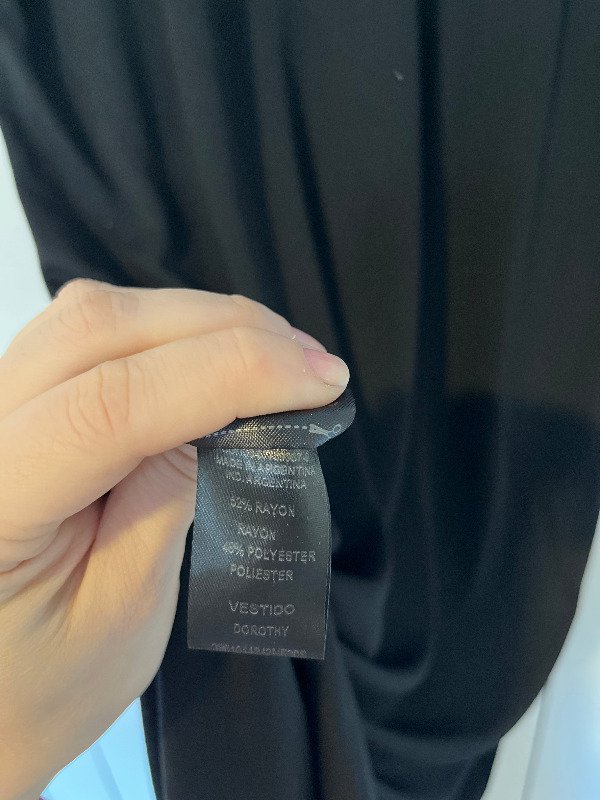 MADE IN ARGENTINA
IND. ARGENTINA
52% RAYON
RAYON
48% POLYESTER
POLIESTER
VESTIDO
DOROTHY